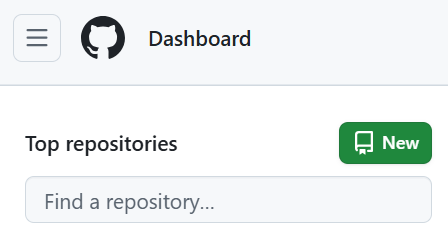 Dashboard
Top repositories
New
Find a repository...